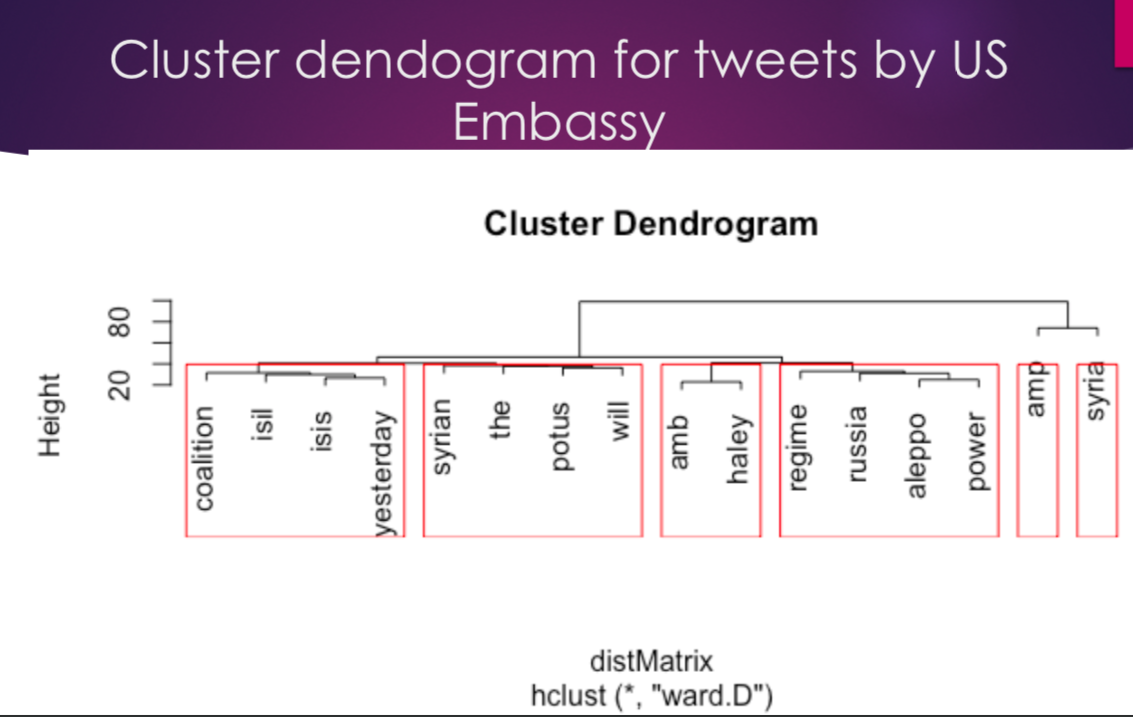 Cluster dendogram for tweets by US
Embassy
Cluster Dendrogram
Height
20
80
coalition
isil
isis
yesterday
syrian
the
potus
will
amb
haley
regime
russia
aleppo
power
amp
syria
distMatrix
hclust (*, "ward.D")